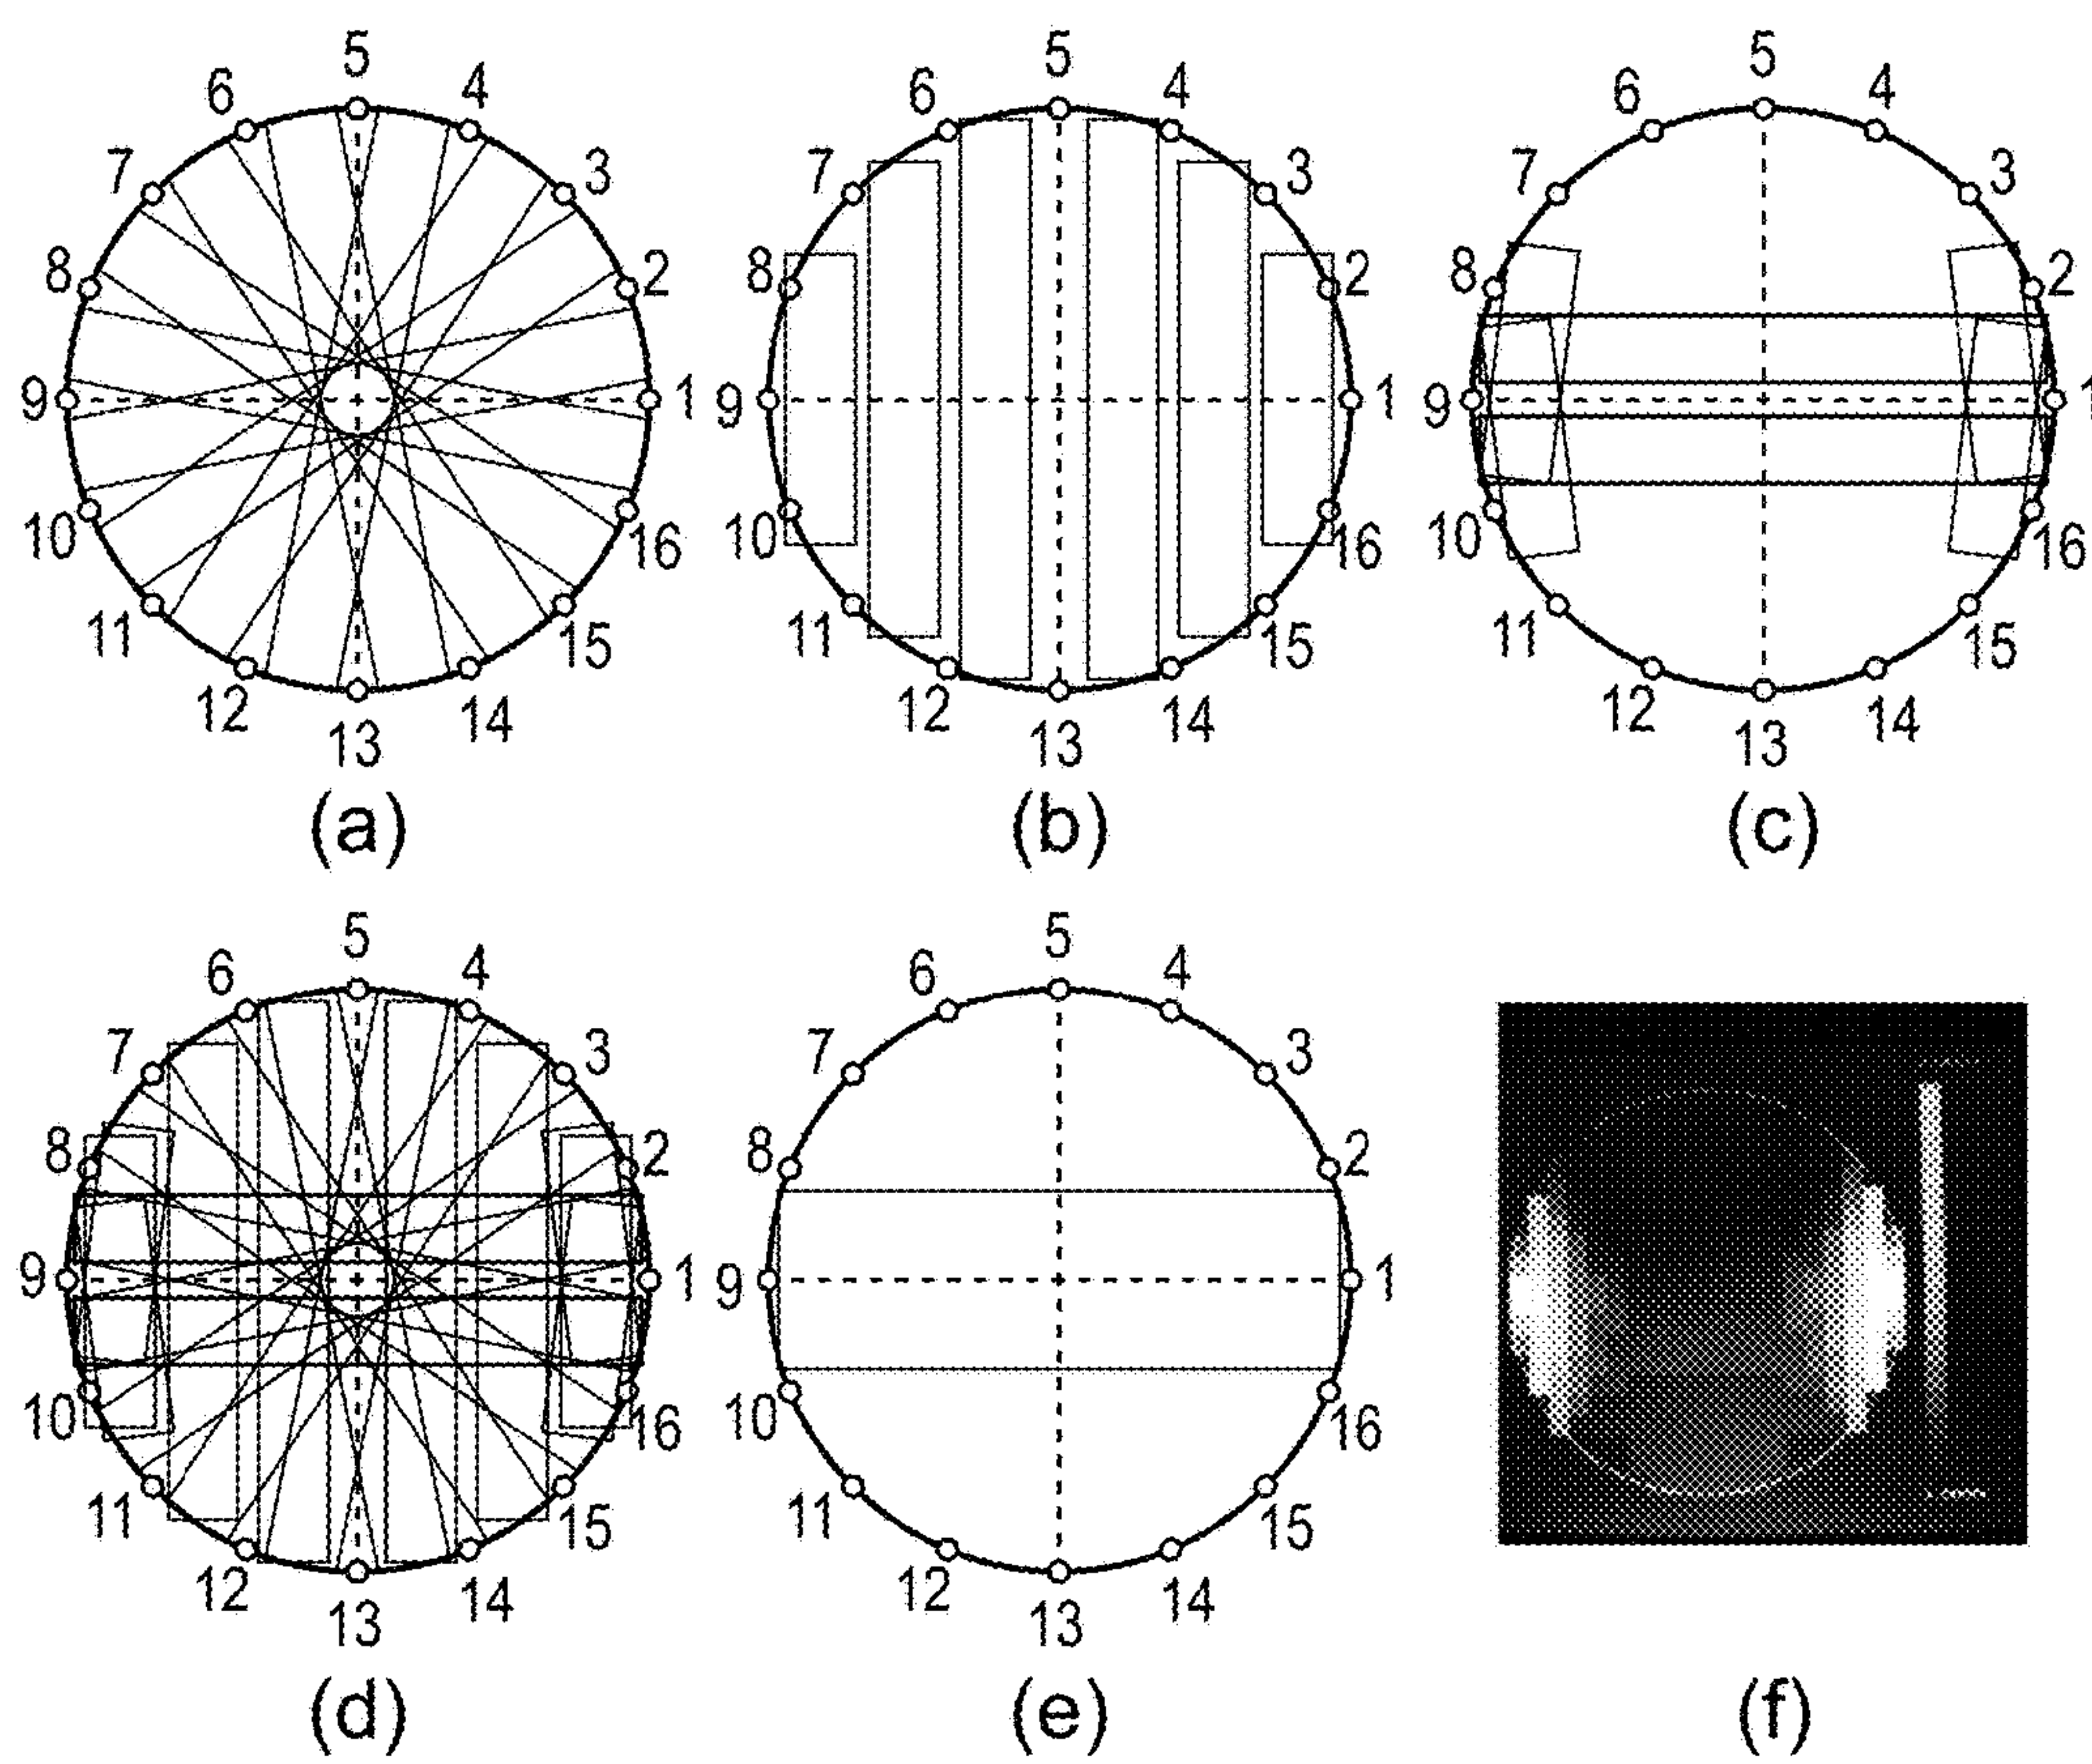 5 5 5
6 4 6 4 6 4
7 3 7 3 7 3
8 2 8 2 8 2
9 1 9 1 9 1
10 16 10 16 10 16
11 15 11 15 11 15
12 14 12 14 12 14
13 13 13
(a) (b) (c)
5 5
6 4 6 4
7 3 7 3
8 2 8 2
9 1 9 1
10 16 10 16
11 15 11 15
12 14 12 14
13 13
(d) (e) (f)